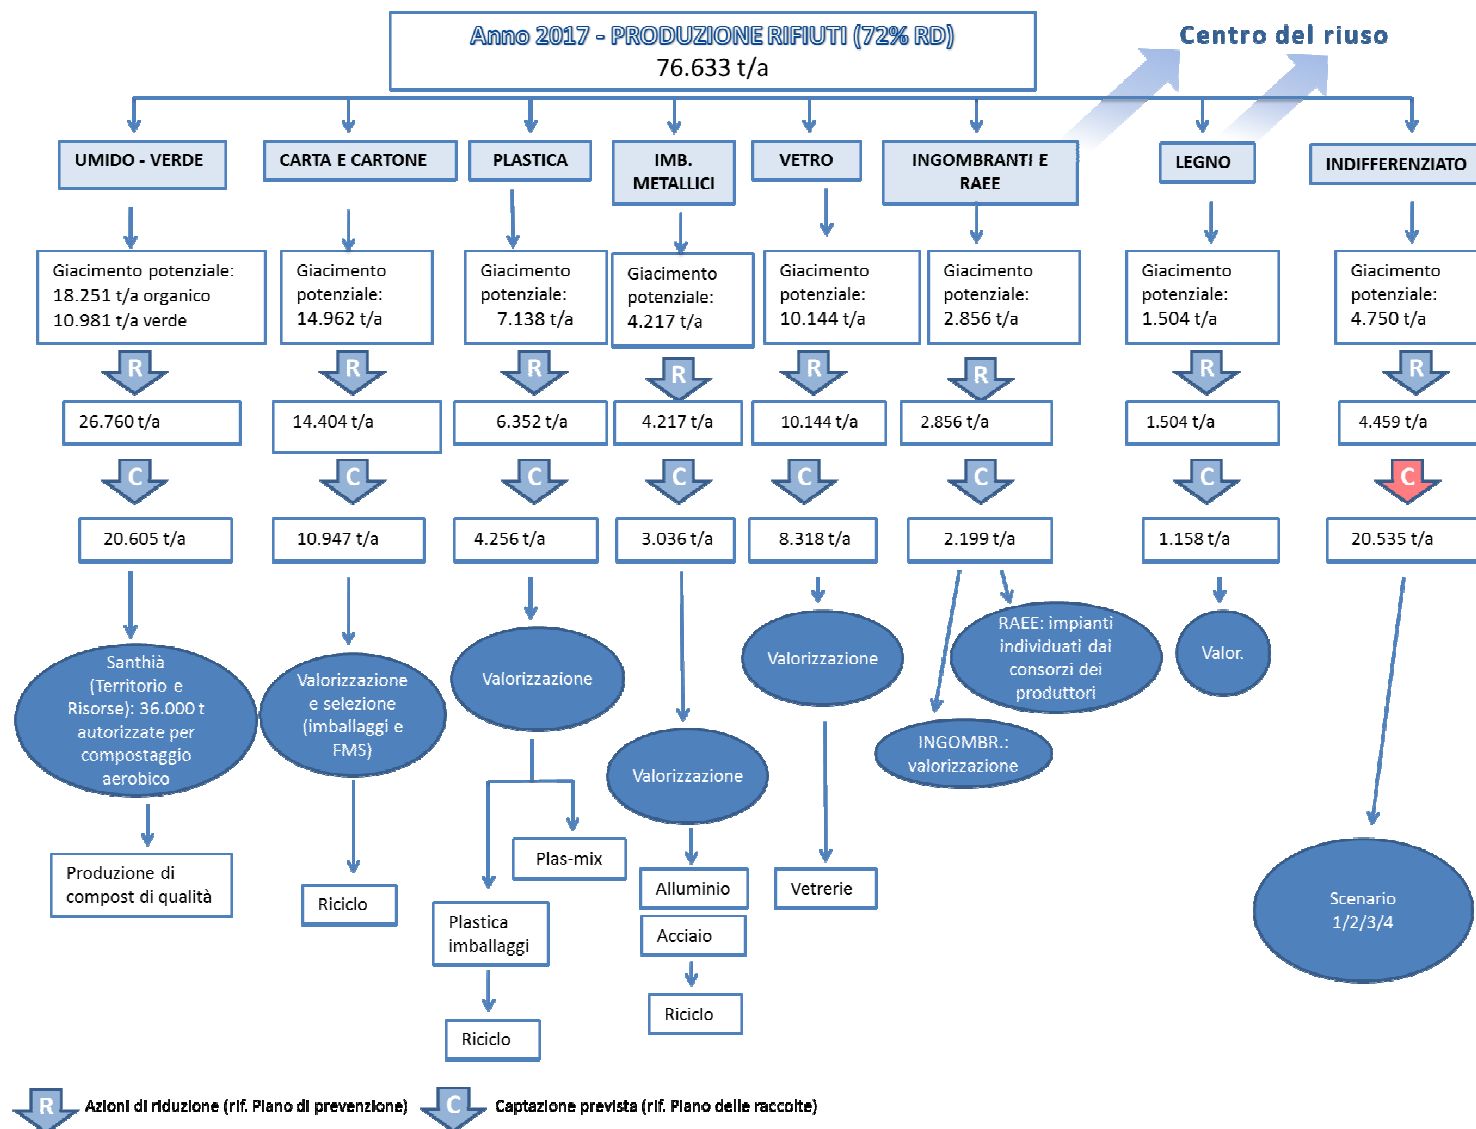 Anno 2017 - PRODUZIONE RIFIUTI (72% RD)
76.633 t/a
Centro del riuso
UMIDO - VERDE
CARTA E CARTONE
PLASTICA
IMB.
METALLICI
VETRO
INGOMBRANTI E
RAEE
LEGNO
INDIFFERENZIATO
Giacimento potenziale:
18.251 t/a organico
10.981 t/a verde
Giacimento
potenziale:
14.962 t/a
Giacimento
potenziale:
7.138 t/a
Giacimento
potenziale:
4.217 t/a
Giacimento
potenziale:
10.144 t/a
Giacimento
potenziale:
2.856 t/a
Giacimento
potenziale:
1.504 t/a
Giacimento
potenziale:
4.750 t/a
R
R
R
R
R
R
R
R
26.760 t/a
14.404 t/a
6.352 t/a
4.217 t/a
10.144 t/a
2.856 t/a
1.504 t/a
4.459 t/a
C
C
C
C
C
C
C
C
20.605 t/a
10.947 t/a
4.256 t/a
3.036 t/a
8.318 t/a
2.199 t/a
1.158 t/a
20.535 t/a
Santhià
(Territorio e
Risorse): 36.000 t
autorizzate per
compostaggio
aerobico
Valorizzazione
e selezione
(imballaggi e
FMS)
Valorizzazione
Valorizzazione
Valorizzazione
RAEE: impianti
individuati dai
consorzi dei
produttori
INGOMBR.:
valorizzazione
Valor.
Scenario
1/2/3/4
Produzione di
compost di qualità
Riciclo
Plas-mix
Plastica
imballaggi
Riciclo
Alluminio
Acciaio
Riciclo
Vetrerie
R Azioni di riduzione (rif. Piano di prevenzione)
C Captazione prevista (rif. Piano delle raccolte)